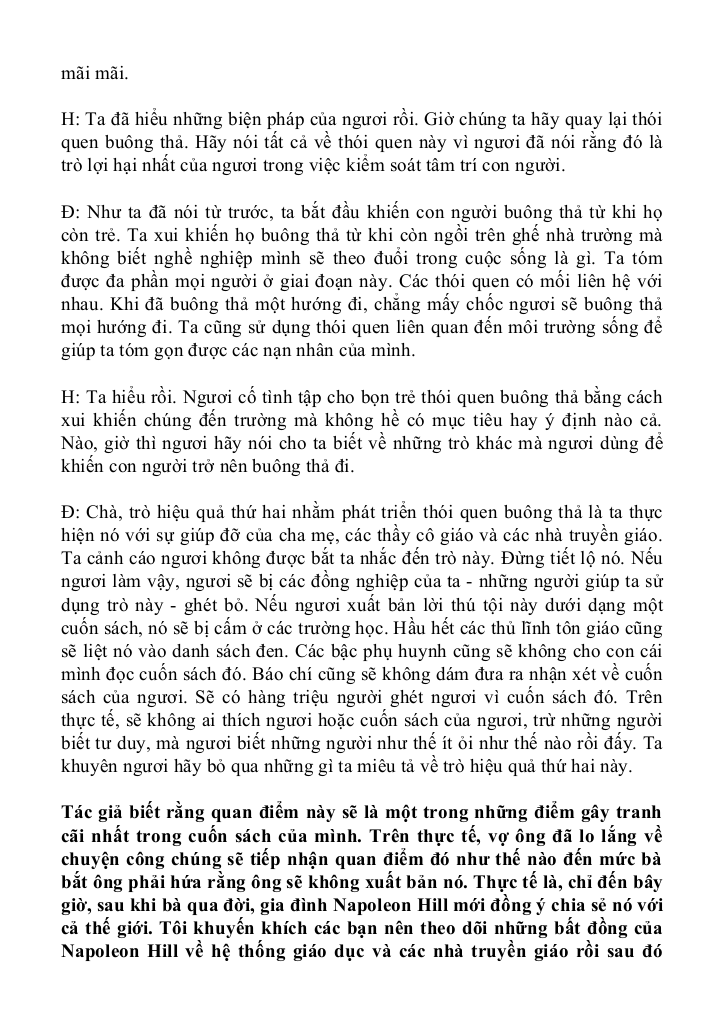 mãi mãi.
H: Ta đã hiểu những biện pháp của ngươi rồi. Giờ chúng ta hãy quay lại thói
quen buông thả. Hãy nói tất cả về thói quen này vì ngươi đã nói rằng đó là
trò lợi hại nhất của ngươi trong việc kiểm soát tâm trí con người.
Đ: Như ta đã nói từ trước, ta bắt đầu khiến con người buông thả từ khi họ
còn trẻ. Ta xui khiến họ buông thả từ khi còn ngồi trên ghế nhà trường mà
không biết nghề nghiệp mình sẽ theo đuổi trong cuộc sống là gì. Ta tóm
được đa phần mọi người ở giai đoạn này. Các thói quen có mối liên hệ với
nhau. Khi đã buông thả một hướng đi, chẳng mấy chốc ngươi sẽ buông thả
mọi hướng đi. Ta cũng sử dụng thói quen liên quan đến môi trường sống để
giúp ta tóm gọn được các nạn nhân của mình.
H: Ta hiểu rồi. Ngươi cố tình tập cho bọn trẻ thói quen buông thả bằng cách
xui khiến chúng đến trường mà không hề có mục tiêu hay ý định nào cả.
Nào, giờ thì ngươi hãy nói cho ta biết về những trò khác mà ngươi dùng để
khiến con người trở nên buông thả đi.
Đ: Chà, trò hiệu quả thứ hai nhằm phát triển thói quen buông thả là ta thực
hiện nó với sự giúp đỡ của cha mẹ, các thầy cô giáo và các nhà truyền giáo.
Ta cảnh cáo ngươi không được bắt ta nhắc đến trò này. Đừng tiết lộ nó. Nếu
ngươi làm vậy, ngươi sẽ bị các đồng nghiệp của ta - những người giúp ta sử
dụng trò này - ghét bỏ. Nếu ngươi xuất bản lời thú tội này dưới dạng một
cuốn sách, nó sẽ bị cấm ở các trường học. Hầu hết các thủ lĩnh tôn giáo cũng
sẽ liệt nó vào danh sách đen. Các bậc phụ huynh cũng sẽ không cho con cái
mình đọc cuốn sách đó. Báo chí cũng sẽ không dám đưa ra nhận xét về cuốn
sách của ngươi. Sẽ có hàng triệu người ghét ngươi vì cuốn sách đó. Trên
thực tế, sẽ không ai thích ngươi hoặc cuốn sách của ngươi, trừ những người
biết tư duy, mà ngươi biết những người như thế ít ỏi như thế nào rồi đấy. Ta
khuyên ngươi hãy bỏ qua những gì ta miêu tả về trò hiệu quả thứ hai này.
Tác giả biết rằng quan điểm này sẽ là một trong những điểm gây tranh
cãi nhất trong cuốn sách của mình. Trên thực tế, vợ ông đã lo lắng về
chuyện công chúng sẽ tiếp nhận quan điểm đó như thế nào đến mức bà
bắt ông phải hứa rằng ông sẽ không xuất bản nó. Thực tế là, chỉ đến bây
giờ, sau khi bà qua đời, gia đình Napoleon Hill mới đồng ý chia sẻ nó với
cả thế giới. Tôi khuyến khích các bạn nên theo dõi những bất đồng của
Napoleon Hill về hệ thống giáo dục và các nhà truyền giáo rồi sau đó